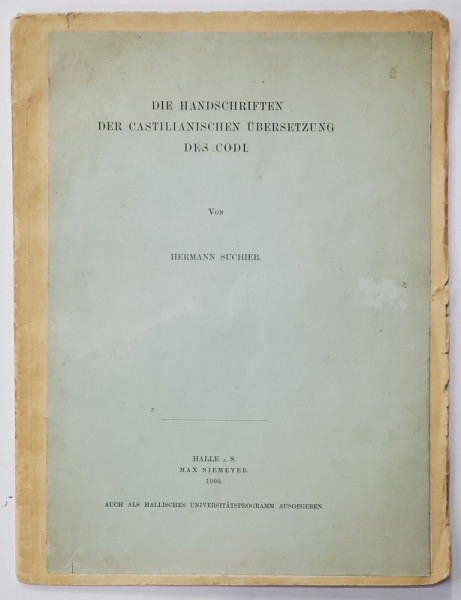 DIE HANDSCHRIFTEN
DER CASTILIANISCHEN ÜBERSETZUNG
DES CODI.
VON
HERMANN SUCHIER.
HALLE A. S.
MAX NIEMEYER.
1900.
AUCH ALS HALLISCHES UNIVERSITÄTSPROGRAMM AUSGEGEBEN.